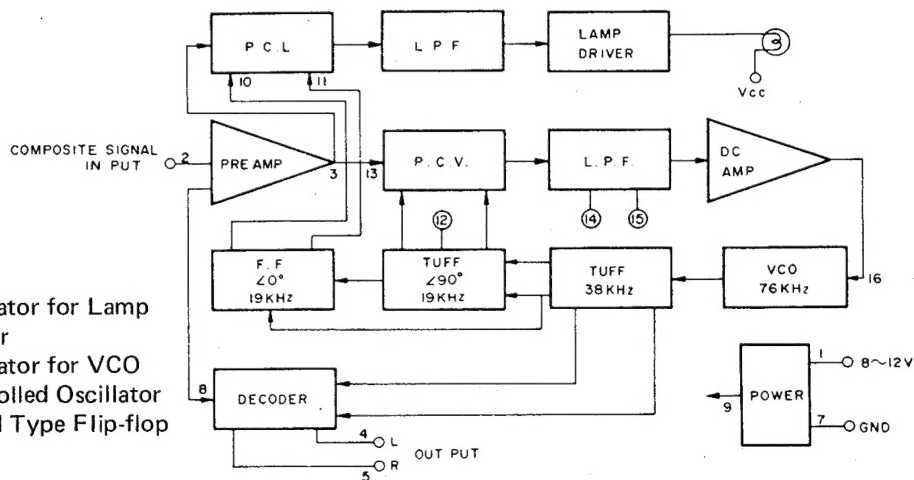 P.C.L
L P F
LAMP
DRIVER
10
11
Vcc
COMPOSITE SIGNAL
IN PUT
2
PRE AMP
3
13
P.C.V.
L.P.F.
DC
AMP
12
14
15
F.F
∠0°
19KHz
TUFF
∠90°
19KHz
TUFF
38KHz
VCO
76KHz
16
ator for Lamp
r
ator for VCO
olled Oscillator
l Type Flip-flop
8
DECODER
4
L
OUT PUT
5
R
POWER
1
8~12V
9
7
GND